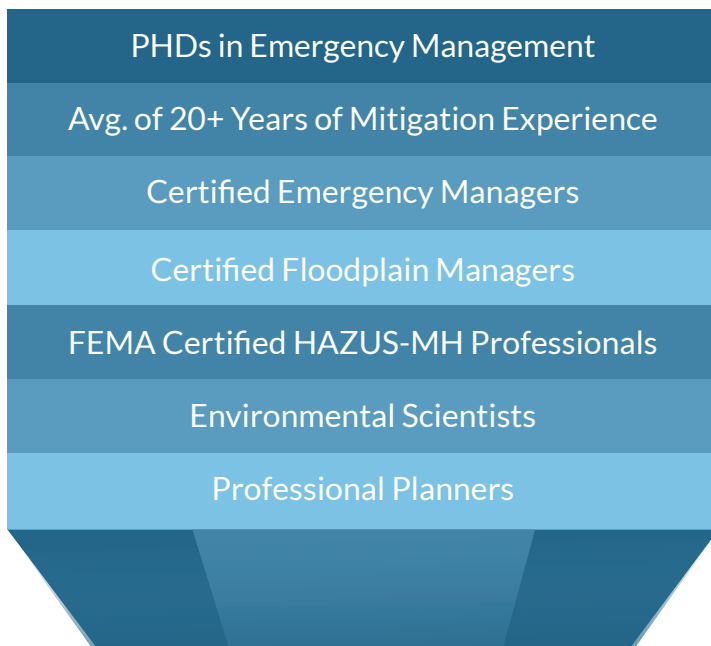 PHDs in Emergency Management
Avg. of 20+ Years of Mitigation Experience
Certified Emergency Managers
Certified Floodplain Managers
FEMA Certified HAZUS-MH Professionals
Environmental Scientists
Professional Planners